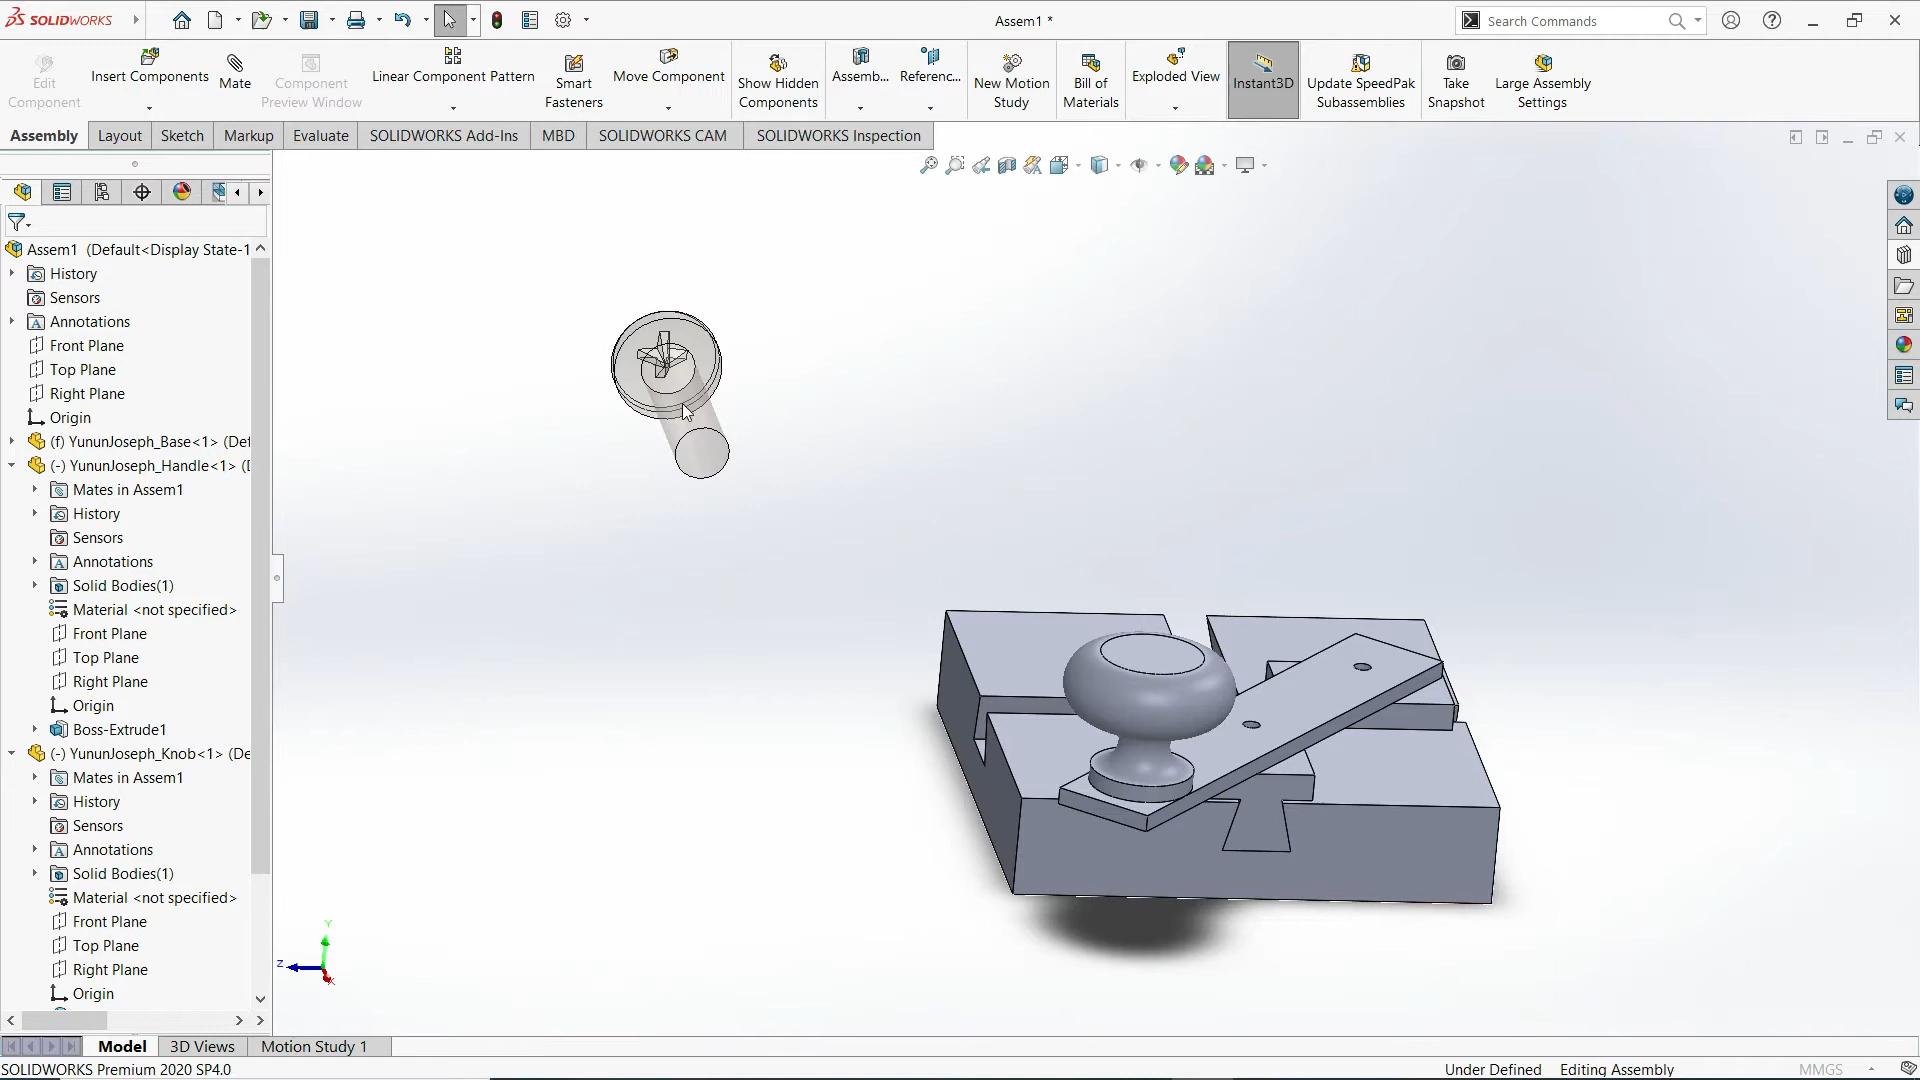 SOLIDWORKS
Assem1 *
Search Commands
Edit Component
Insert Components
Mate
Component Preview Window
Linear Component Pattern
Smart Fasteners
Move Component
Show Hidden Components
Assemb...
Referenc...
New Motion Study
Bill of Materials
Exploded View
Instant3D
Update SpeedPak Subassemblies
Take Snapshot
Large Assembly Settings
Assembly
Layout
Sketch
Markup
Evaluate
SOLIDWORKS Add-Ins
MBD
SOLIDWORKS CAM
SOLIDWORKS Inspection
Assem1 (Default<Display State-1
History
Sensors
Annotations
Front Plane
Top Plane
Right Plane
Origin
(f) YununJoseph_Base<1> (Def
(-) YununJoseph_Handle<1> (D
Mates in Assem1
History
Sensors
Annotations
Solid Bodies(1)
Material <not specified>
Front Plane
Top Plane
Right Plane
Origin
Boss-Extrude1
(-) YununJoseph_Knob<1> (De
Mates in Assem1
History
Sensors
Annotations
Solid Bodies(1)
Material <not specified>
Front Plane
Top Plane
Right Plane
Origin
Y
Z
X
Model
3D Views
Motion Study 1
SOLIDWORKS Premium 2020 SP4.0
Under Defined
Editing Assembly
MMGS